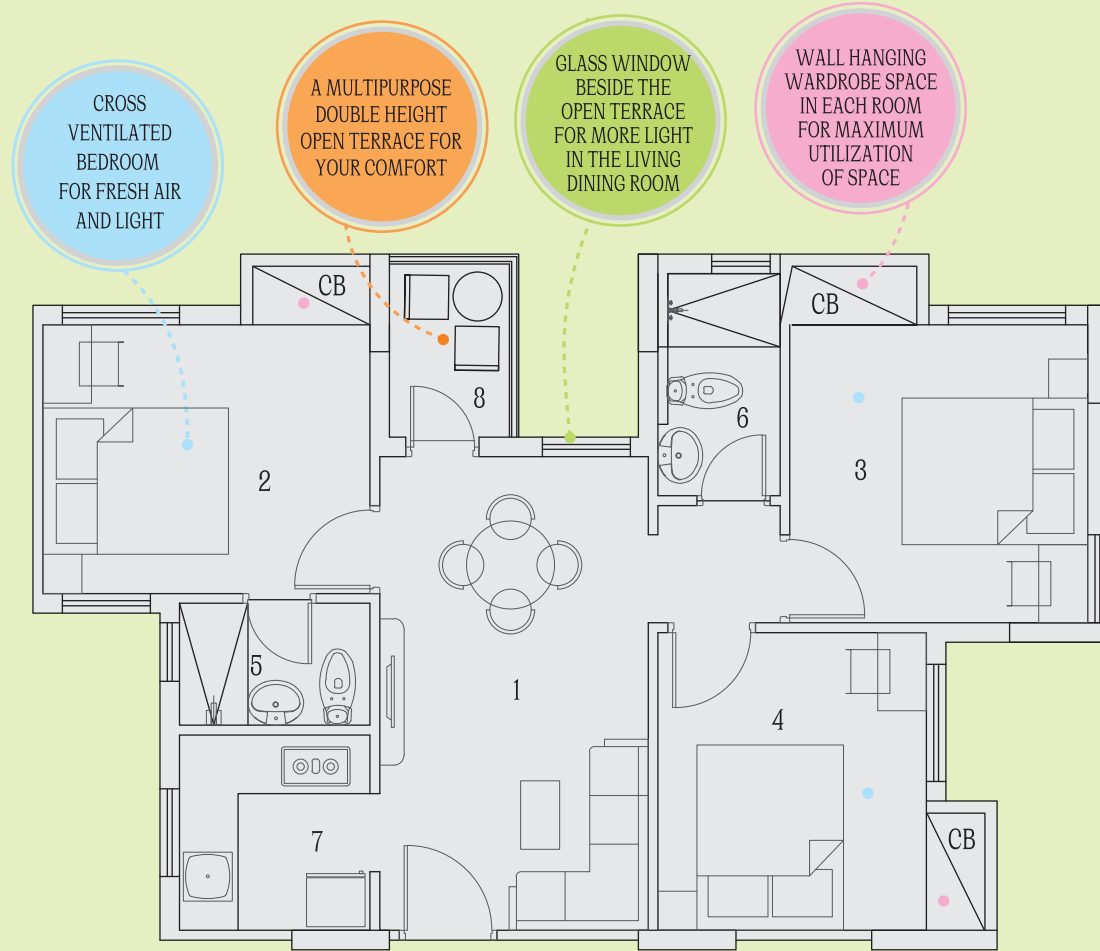 CROSS
VENTILATED
BEDROOM
FOR FRESH AIR
AND LIGHT
A MULTIPURPOSE
DOUBLE HEIGHT
OPEN TERRACE FOR
YOUR COMFORT
GLASS WINDOW
BESIDE THE
OPEN TERRACE
FOR MORE LIGHT
IN THE LIVING
DINING ROOM
WALL HANGING
WARDROBE SPACE
IN EACH ROOM
FOR MAXIMUM
UTILIZATION
OF SPACE
CB
CB
8
6
2
3
5
1
4
7
CB